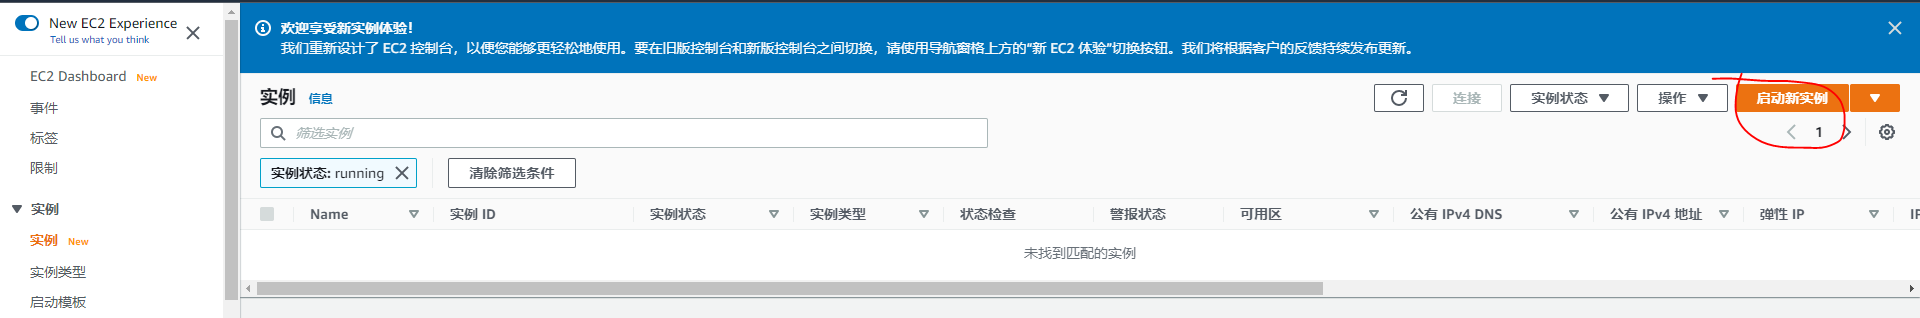 New EC2 Experience
Tell us what you think
EC2 Dashboard New
事件
标签
限制
实例
实例 New
实例类型
启动模板
欢迎享受新实例体验!
我们重新设计了 EC2 控制台，以便您能够更轻松地使用。要在旧版控制台和新版控制台之间切换，请使用导航窗格上方的“新 EC2 体验”切换按钮。我们将根据客户的反馈持续发布更新。
实例 信息 连接 实例状态 操作 启动新实例
筛选实例 1
实例状态: running 清除筛选条件
Name 实例 ID 实例状态 实例类型 状态检查 警报状态 可用区 公有 IPv4 DNS 公有 IPv4 地址 弹性 IP
未找到匹配的实例